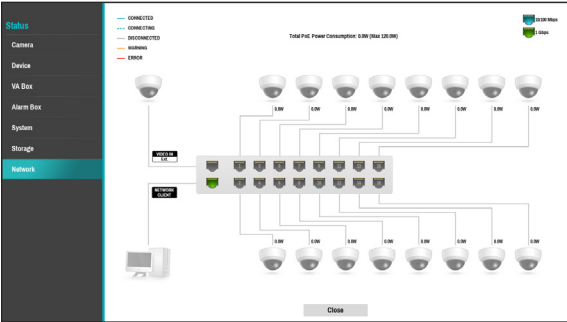 Status
Camera
Device
VA Box
Alarm Box
System
Storage
Network
CONNECTED
CONNECTING
DISCONNECTED
WARNING
ERROR
Total PoE Power Consumption: 0.0W (Max 120.0W)
10/100 Mbps
1 Gbps
0.0W 0.0W 0.0W 0.0W 0.0W 0.0W 0.0W 0.0W
VIDEO IN
Ext.
NETWORK
CLIENT
0.0W 0.0W 0.0W 0.0W 0.0W 0.0W 0.0W 0.0W
Close